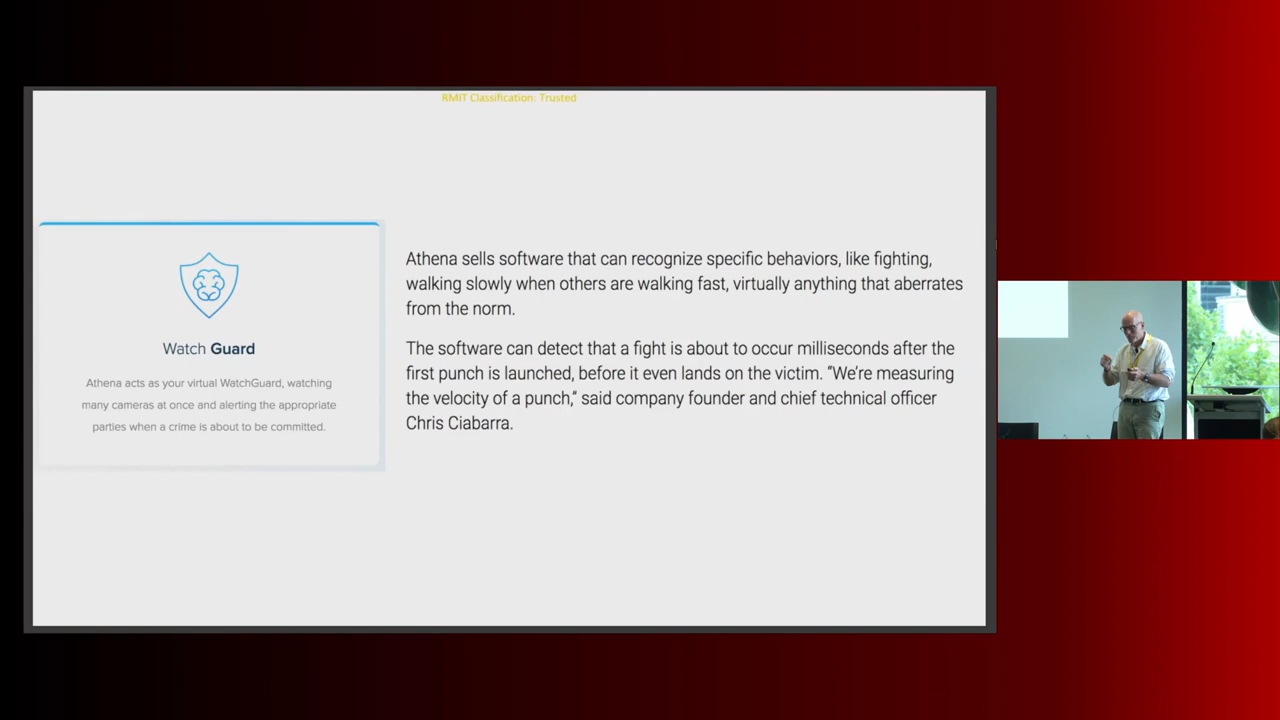 RMIT Classification: Trusted
Watch Guard
Athena acts as your virtual WatchGuard, watching
many cameras at once and alerting the appropriate
parties when a crime is about to be committed.
Athena sells software that can recognize specific behaviors, like fighting,
walking slowly when others are walking fast, virtually anything that aberrates
from the norm.
The software can detect that a fight is about to occur milliseconds after the
first punch is launched, before it even lands on the victim. "We're measuring
the velocity of a punch," said company founder and chief technical officer
Chris Ciabarra.